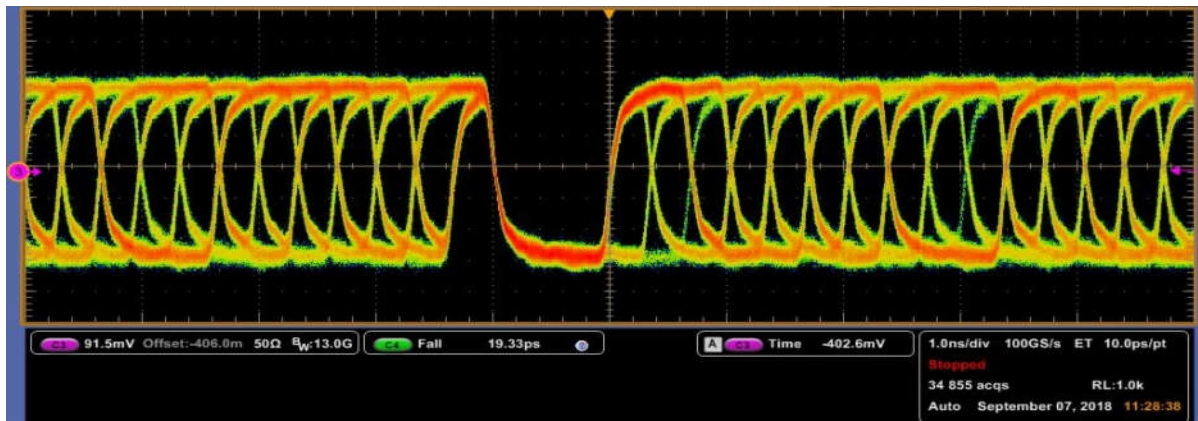 3
C3 91.5mV Offset:-406.0m 50Ω BW:13.0G
C4 Fall 19.33ps
A C3 Time -402.6mV
1.0ns/div 100GS/s ET 10.0ps/pt
Stopped
34 855 acqs RL:1.0k
Auto September 07, 2018 11:28:38